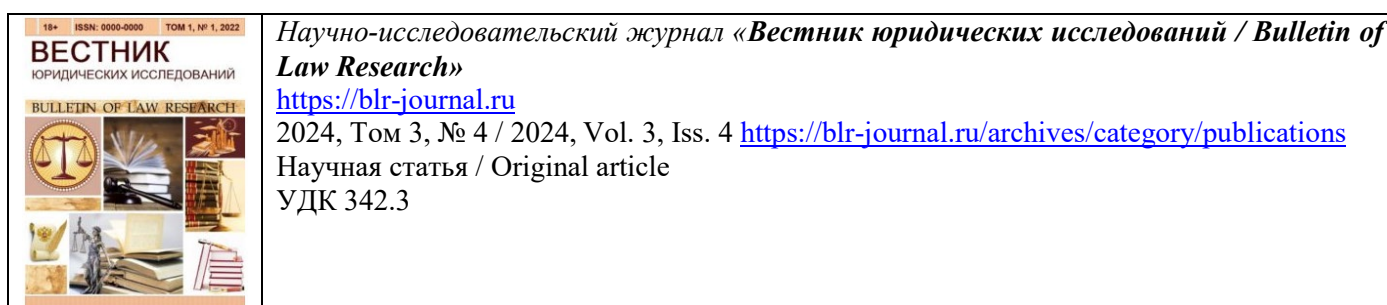 18+ ISSN: 0000-0000 ТОМ 1, № 1, 2022
ВЕСТНИК
ЮРИДИЧЕСКИХ ИССЛЕДОВАНИЙ
BULLETIN OF LAW RESEARCH
Научно-исследовательский журнал «Вестник юридических исследований / Bulletin of
Law Research»
https://blr-journal.ru
2024, Том 3, № 4 / 2024, Vol. 3, Iss. 4 https://blr-journal.ru/archives/category/publications
Научная статья / Original article
УДК 342.3